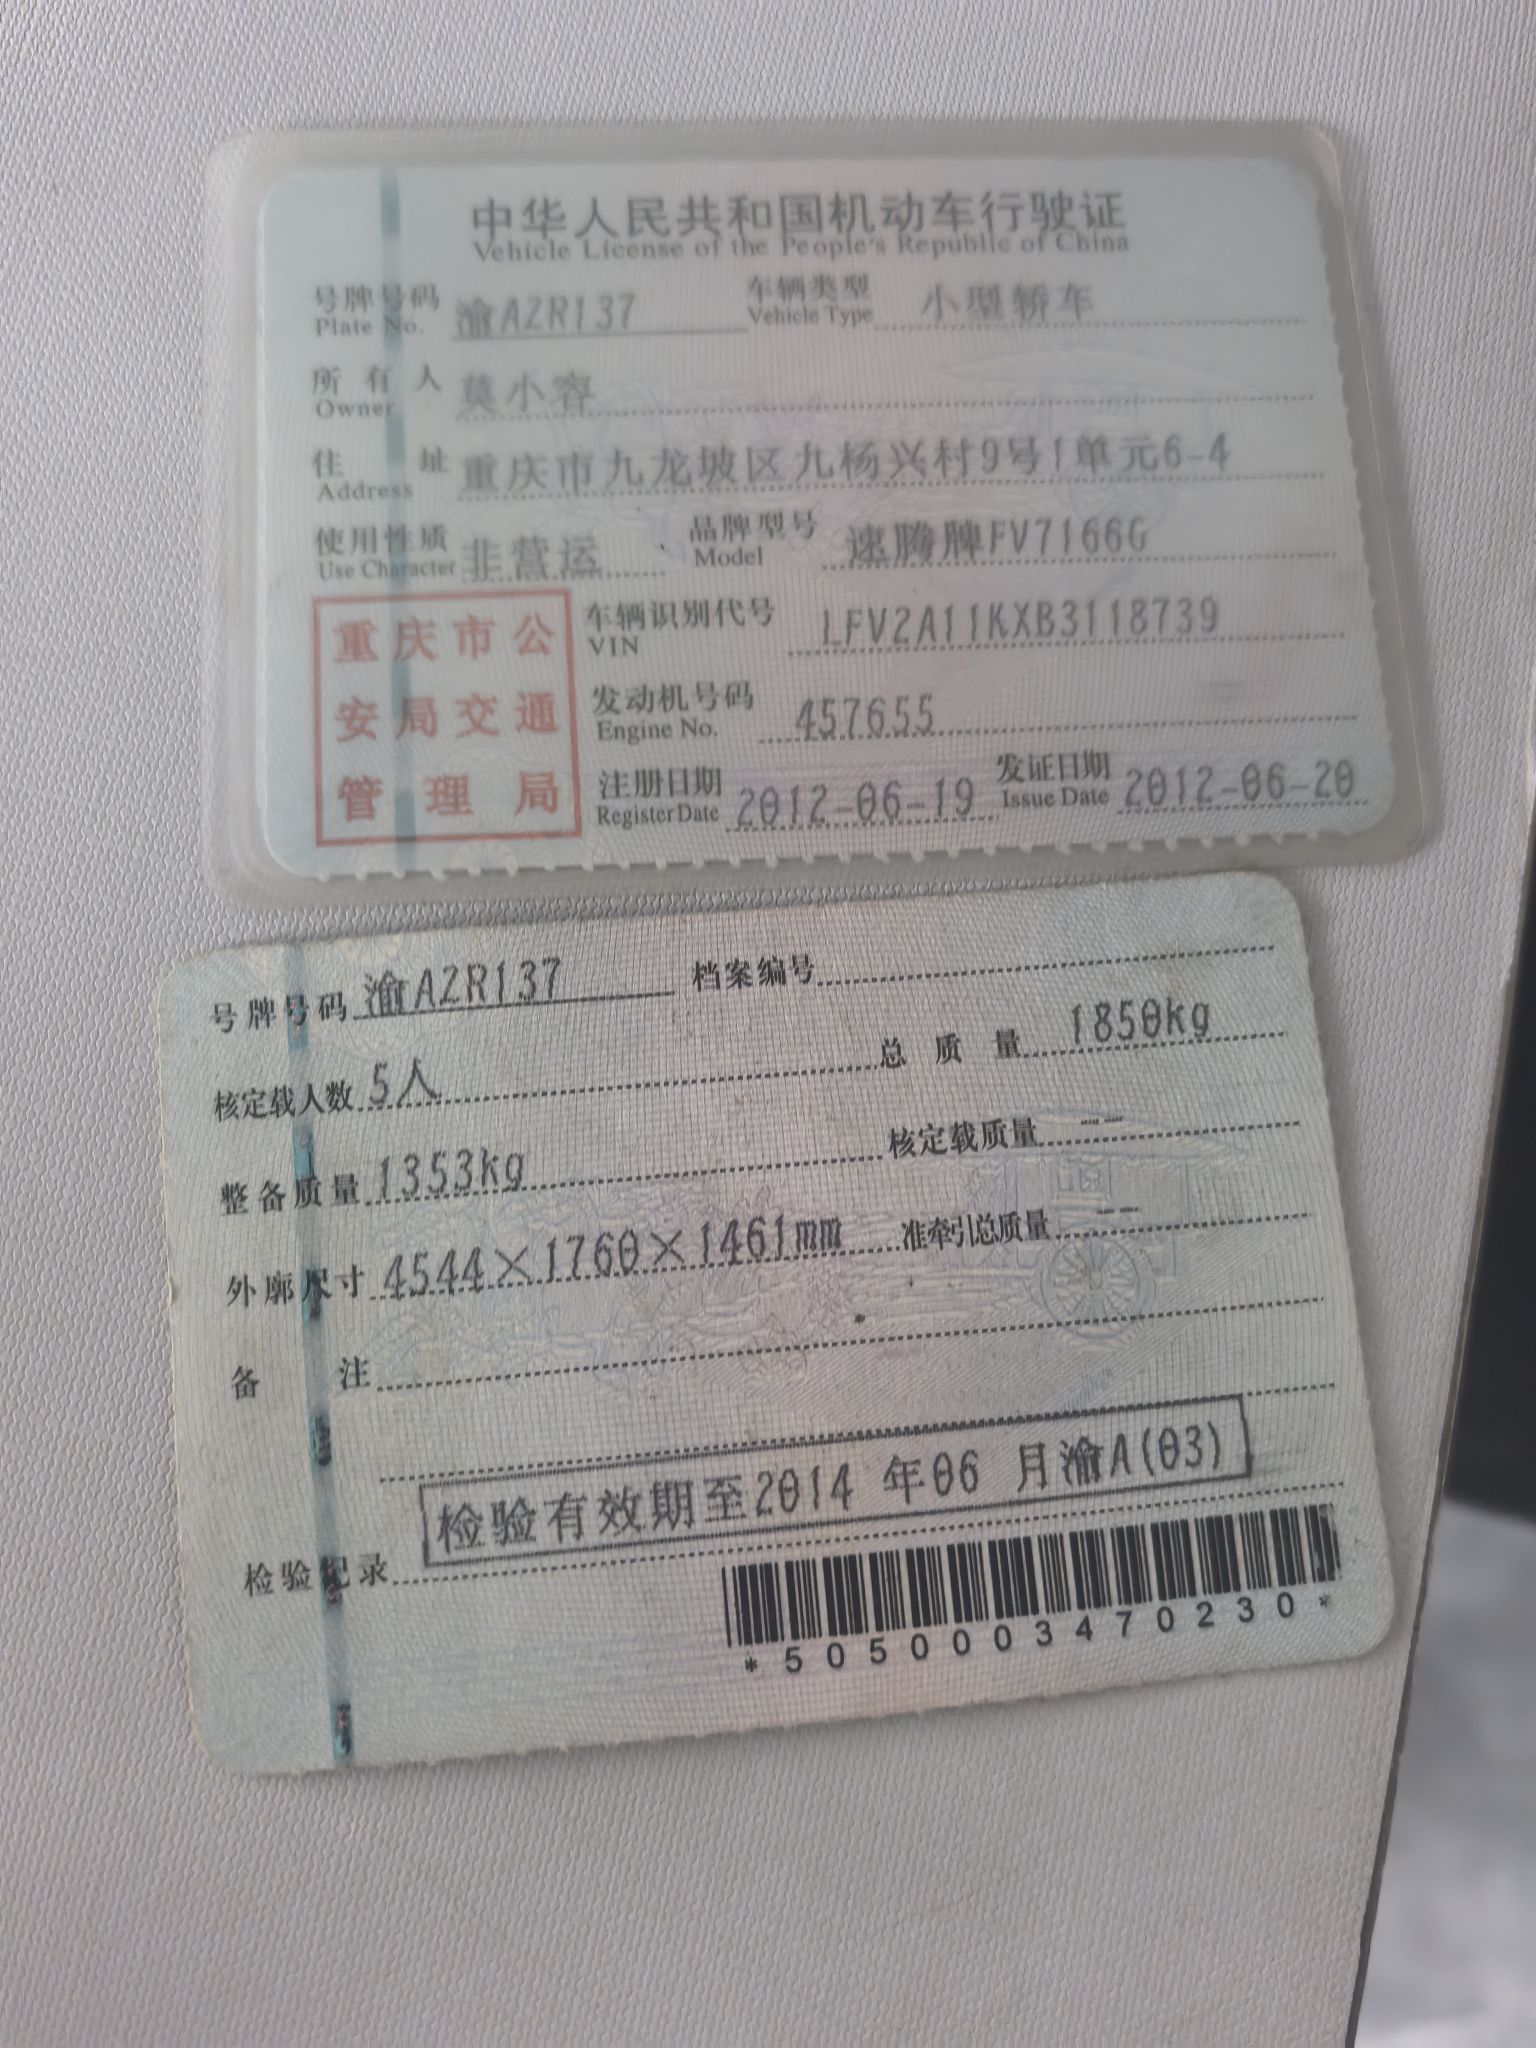 中华人民共和国机动车行驶证
Vehicle License of the People's Republic of China
号牌号码 渝AZR137 车辆类型 小型轿车
Plate No. Vehicle Type
所有人 莫小容
Owner
住址 重庆市九龙坡区九杨兴村9号1单元6-4
Address
使用性质 非营运 品牌型号 速腾牌FV7166G
Use Character Model
重庆市公
安局交通
管理局
车辆识别代号 LFV2A11KXB3118739
VIN
发动机号码 457655
Engine No.
注册日期 2012-06-19 发证日期 2012-06-20
Register Date Issue Date
号牌号码 渝AZR137 档案编号
核定载人数 5人 总质量 1850kg
整备质量 1353kg 核定载质量 --
外廓尺寸 4544×1760×1461mm 准牵引总质量 --
备注
检验有效期至2014 年06 月渝A(03)
检验记录
*5050003470230*